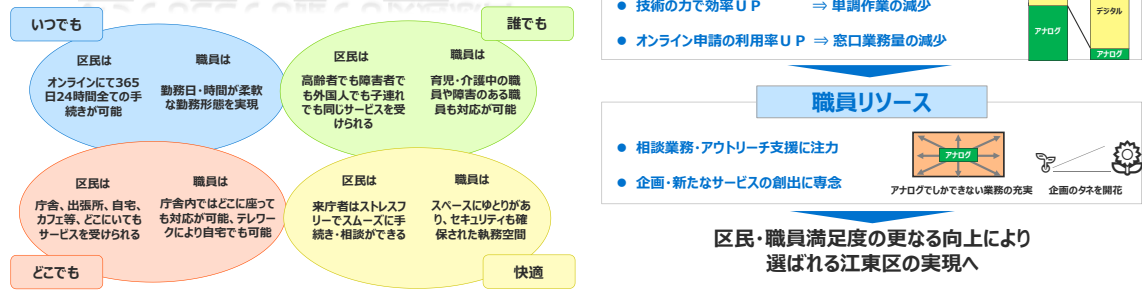 いつでも
区民は
オンラインにて365
日24時間全ての手
続きが可能
職員は
勤務日・時間が柔軟
な勤務形態を実現
誰でも
区民は
高齢者でも障害者で
も外国人でも子連れ
でも同じサービスを受
けられる
職員は
育児・介護中の職
員や障害のある職
員も対応が可能
区民は
庁舎、出張所、自宅、
カフェ等、どこにいても
サービスを受けられる
職員は
庁舎内ではどこに座って
も対応が可能、テレワー
クにより自宅でも可能
どこでも
区民は
来庁者はストレスフ
リーでスムーズに手
続き・相談ができる
職員は
スペースにゆとりがあ
り、セキュリティも確
保された執務空間
快適
● 技術の力で効率UP ⇒ 単調作業の減少
● オンライン申請の利用率UP ⇒ 窓口業務量の減少
アナログ
デジタル
アナログ
職員リソース
● 相談業務・アウトリーチ支援に注力
● 企画・新たなサービスの創出に専念
アナログ
アナログでしかできない業務の充実
企画のタネを開花
区民・職員満足度の更なる向上により
選ばれる江東区の実現へ